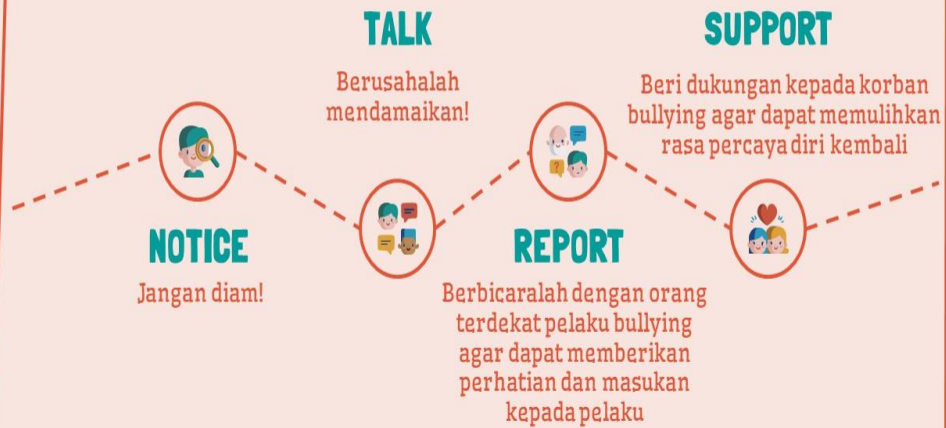 NOTICE
Jangan diam!
TALK
Berusahalah
mendamaikan!
REPORT
Berbicaralah dengan orang
terdekat pelaku bullying
agar dapat memberikan
perhatian dan masukan
kepada pelaku
SUPPORT
Beri dukungan kepada korban
bullying agar dapat memulihkan
rasa percaya diri kembali